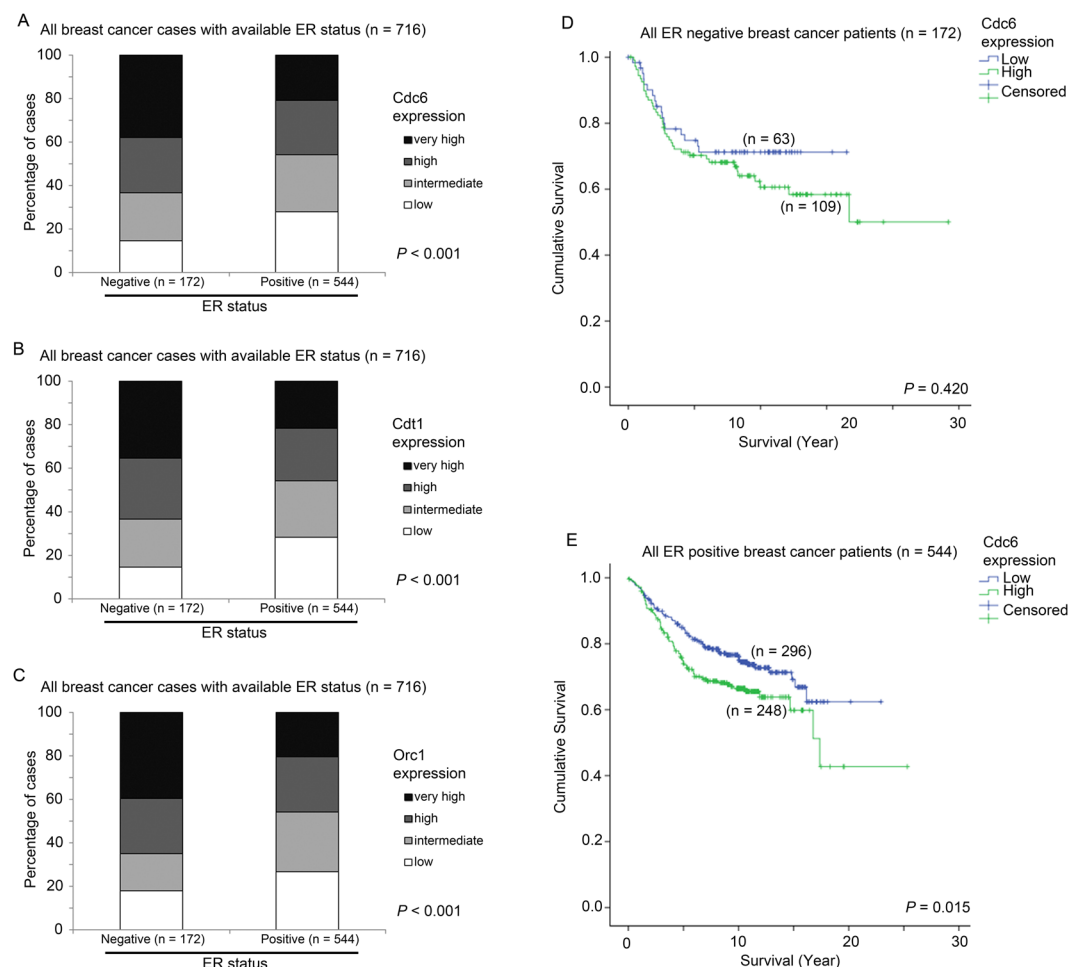 A
All breast cancer cases with available ER status (n = 716)
100
80
60
40
20
0
Percentage of cases
Negative (n = 172)
Positive (n = 544)
ER status
Cdc6
expression
very high
high
intermediate
low
P < 0.001
B
All breast cancer cases with available ER status (n = 716)
100
80
60
40
20
0
Percentage of cases
Negative (n = 172)
Positive (n = 544)
ER status
Cdt1
expression
very high
high
intermediate
low
P < 0.001
C
All breast cancer cases with available ER status (n = 716)
100
80
60
40
20
0
Percentage of cases
Negative (n = 172)
Positive (n = 544)
ER status
Orc1
expression
very high
high
intermediate
low
P < 0.001
D
All ER negative breast cancer patients (n = 172)
Cdc6
expression
Low
High
Censored
1.0
0.8
0.6
0.4
0.2
0.0
Cumulative Survival
(n = 63)
(n = 109)
P = 0.420
0
10
20
30
Survival (Year)
E
All ER positive breast cancer patients (n = 544)
Cdc6
expression
Low
High
Censored
1.0
0.8
0.6
0.4
0.2
0.0
Cumulative Survival
(n = 296)
(n = 248)
P = 0.015
0
10
20
30
Survival (Year)